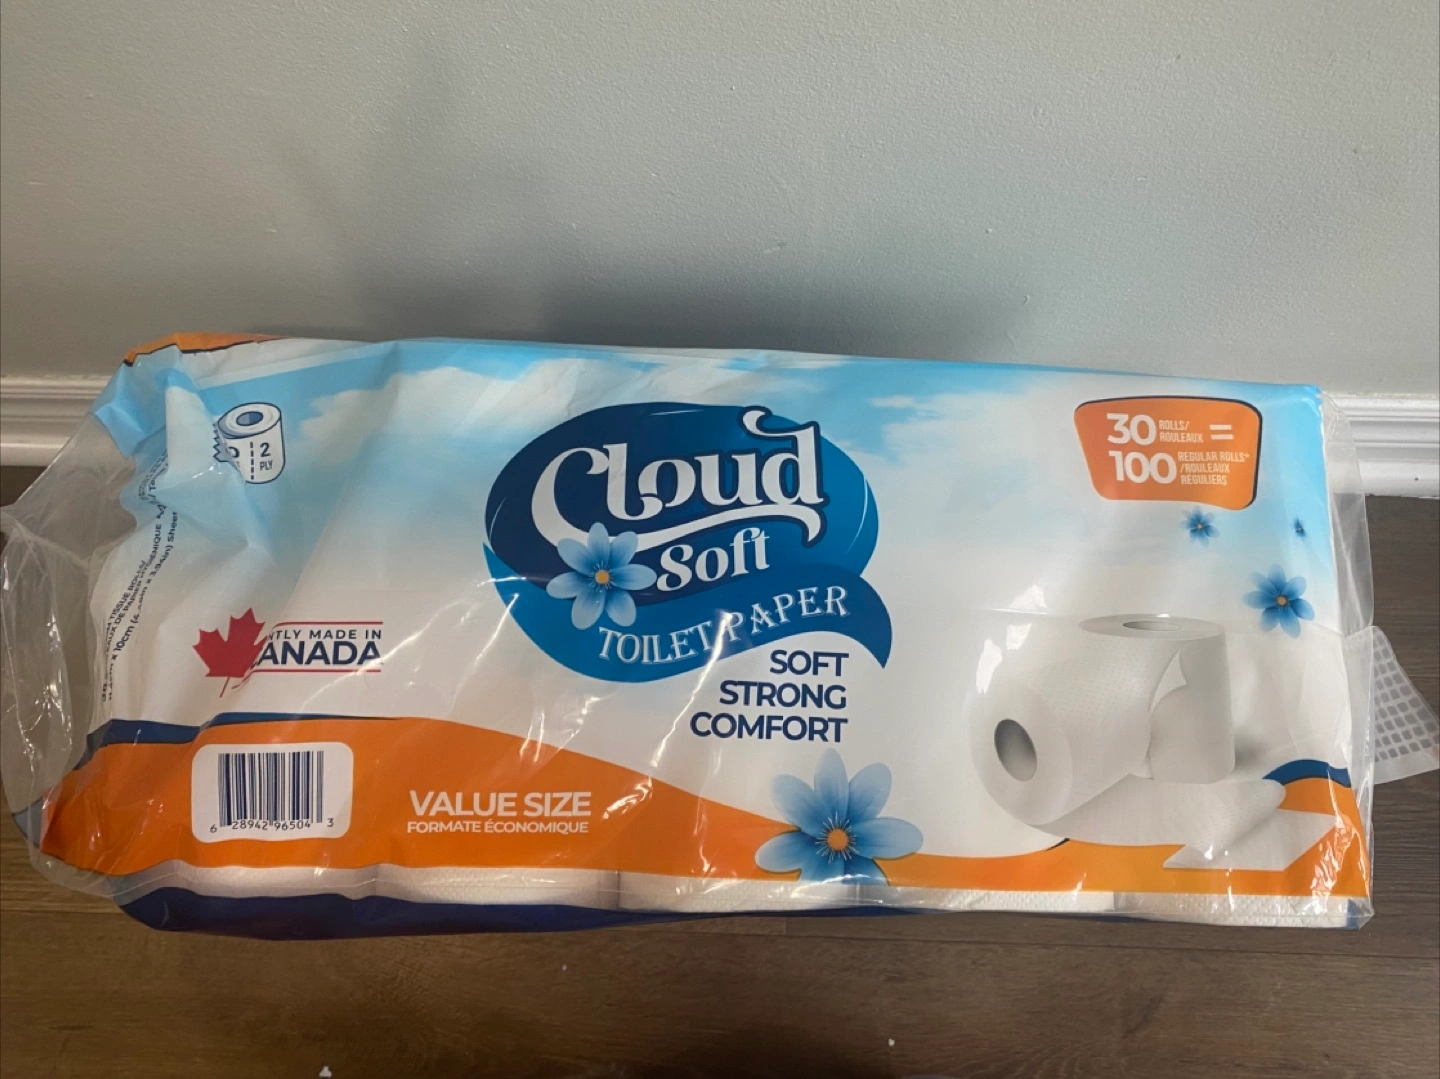 2
PLY
Cloud
Soft
TOILET PAPER
SOFT
STRONG
COMFORT
30 ROLLS/
ROULEAUX =
100 REGULAR ROLLS*
/ROULEAUX
RÉGULIERS
NTLY MADE IN
ANADA
VALUE SIZE
FORMATE ÉCONOMIQUE
6 28942 96504 3